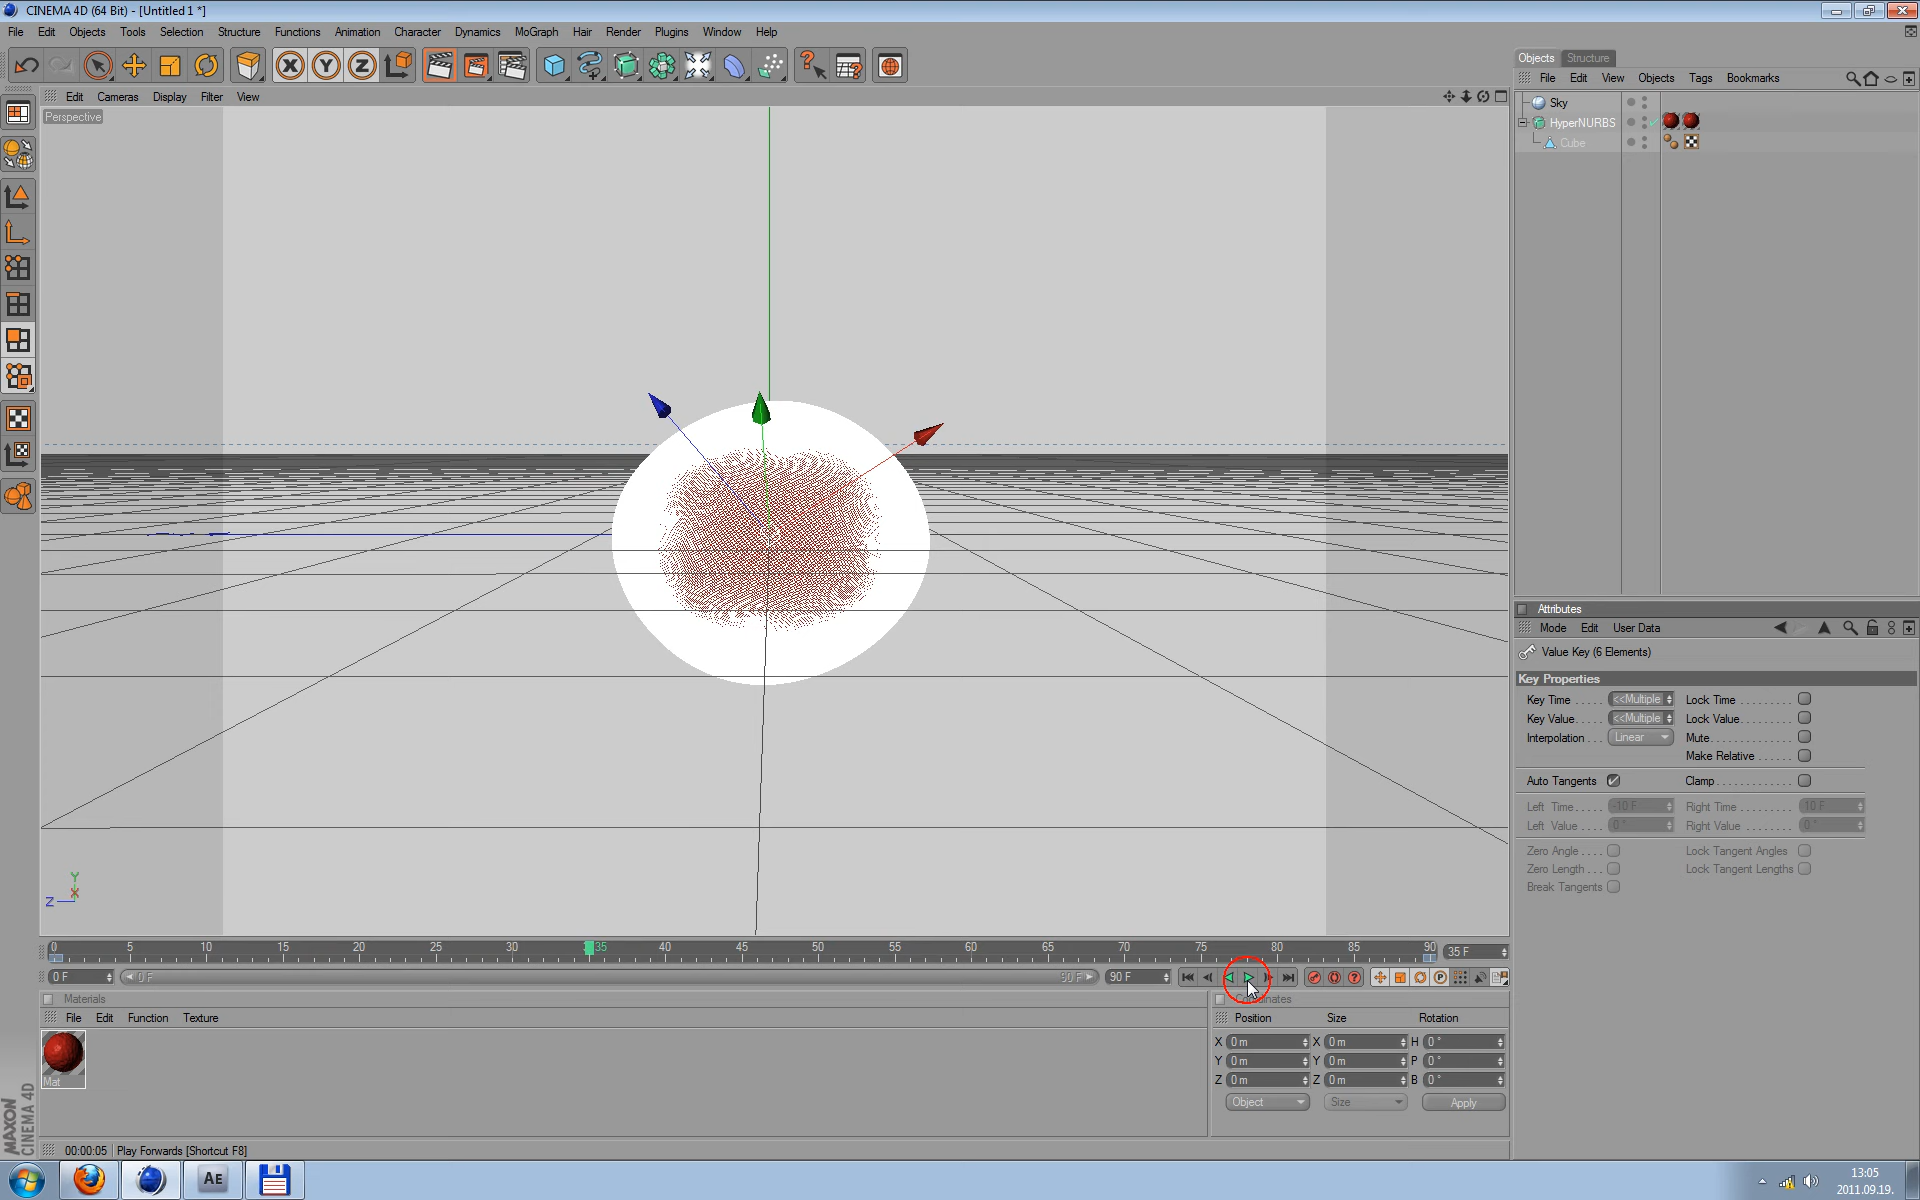 CINEMA 4D (64 Bit) - [Untitled 1 *]
File Edit Objects Tools Selection Structure Functions Animation Character Dynamics MoGraph Hair Render Plugins Window Help
Edit Cameras Display Filter View
Perspective
Y
Z X
0 5 10 15 20 25 30 35 40 45 50 55 60 65 70 75 80 85 90 35 F
0 F 0 F 90 F 90 F
Materials
File Edit Function Texture
Mat
Position Size Rotation
X 0 m X 0 m H 0 °
Y 0 m Y 0 m P 0 °
Z 0 m Z 0 m B 0 °
Object Size Apply
MAXON
CINEMA 4D
00:00:05 Play Forwards [Shortcut F8]
Objects Structure
File Edit View Objects Tags Bookmarks
Sky
HyperNURBS
Cube
Attributes
Mode Edit User Data
Value Key (6 Elements)
Key Properties
Key Time . . . . . <<Multiple Lock Time . . . . . . . . .
Key Value. . . . . <<Multiple Lock Value. . . . . . . . .
Interpolation . . . Linear Mute. . . . . . . . . . . . .
Make Relative . . . . . .
Auto Tangents Clamp. . . . . . . . . . . . .
Left Time. . . . . -10 F Right Time . . . . . . . . 10 F
Left Value . . . . 0 ° Right Value . . . . . . . 0 °
Zero Angle . . . . Lock Tangent Angles
Zero Length . . . Lock Tangent Lengths
Break Tangents
AE
13:05
2011.09.19.